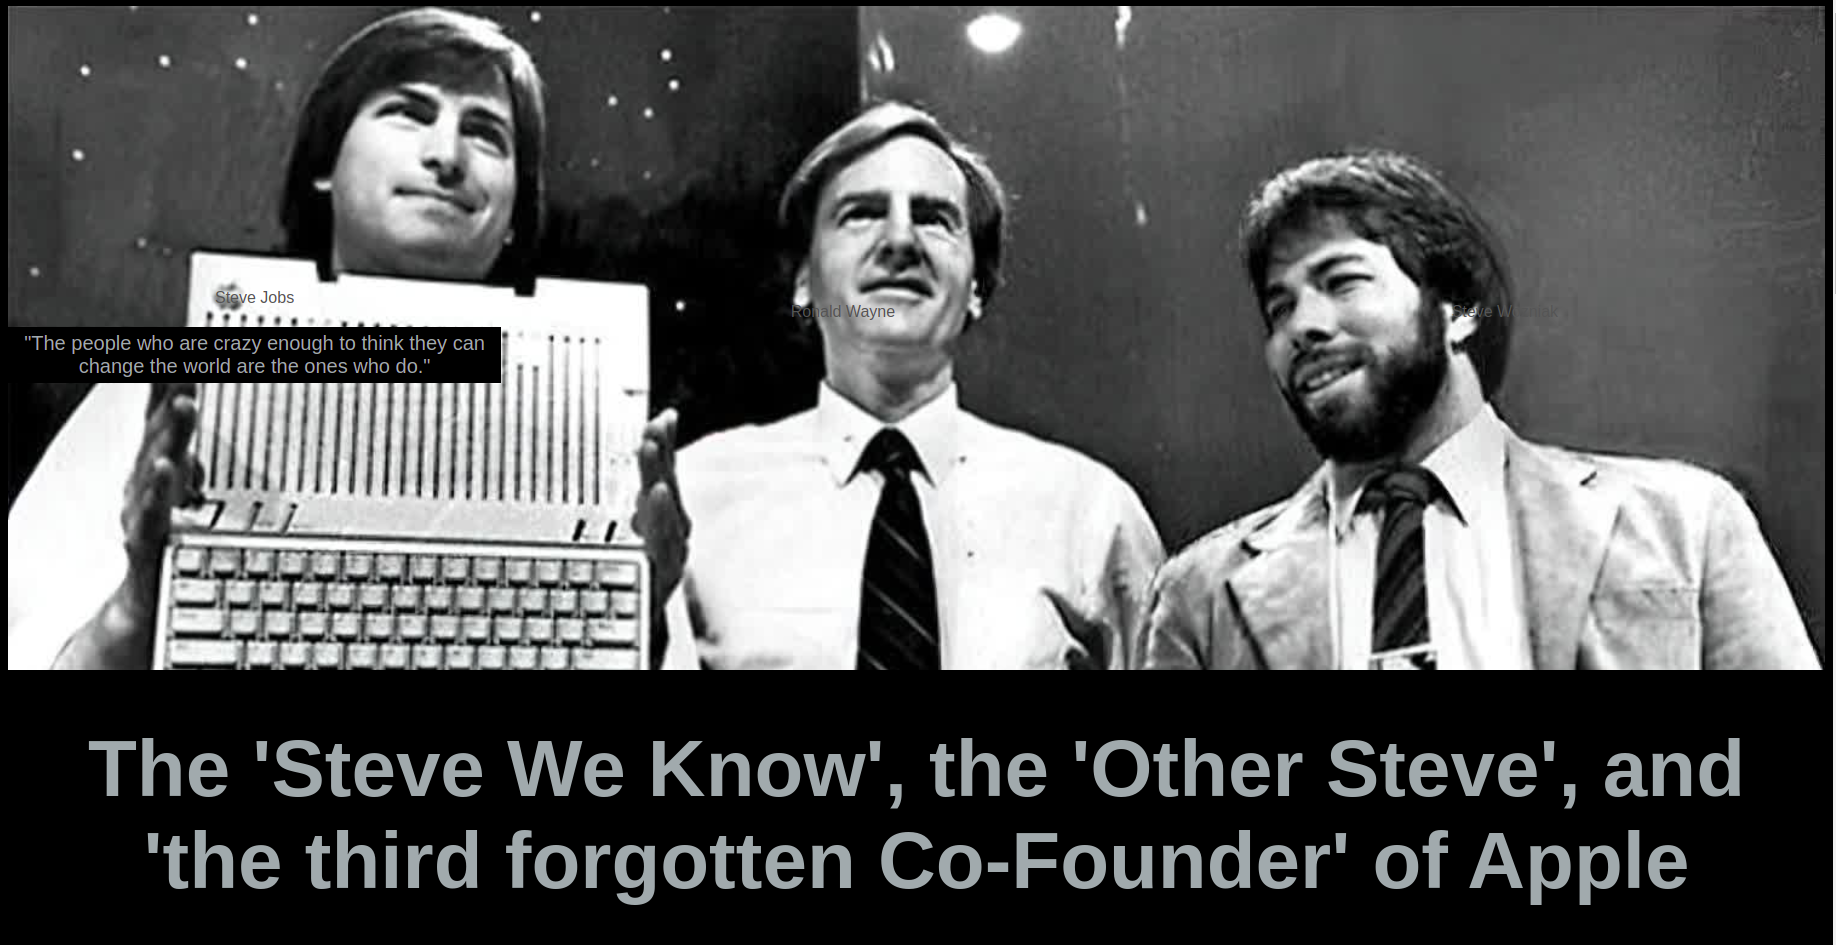 Steve Jobs
Ronald Wayne
Steve Wozniak
"The people who are crazy enough to think they can
change the world are the ones who do."
The 'Steve We Know', the 'Other Steve', and
'the third forgotten Co-Founder' of Apple